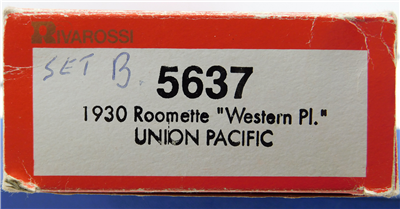 RIVAROSSI
SET B.
5637
1930 Roomette "Western Pl."
UNION PACIFIC